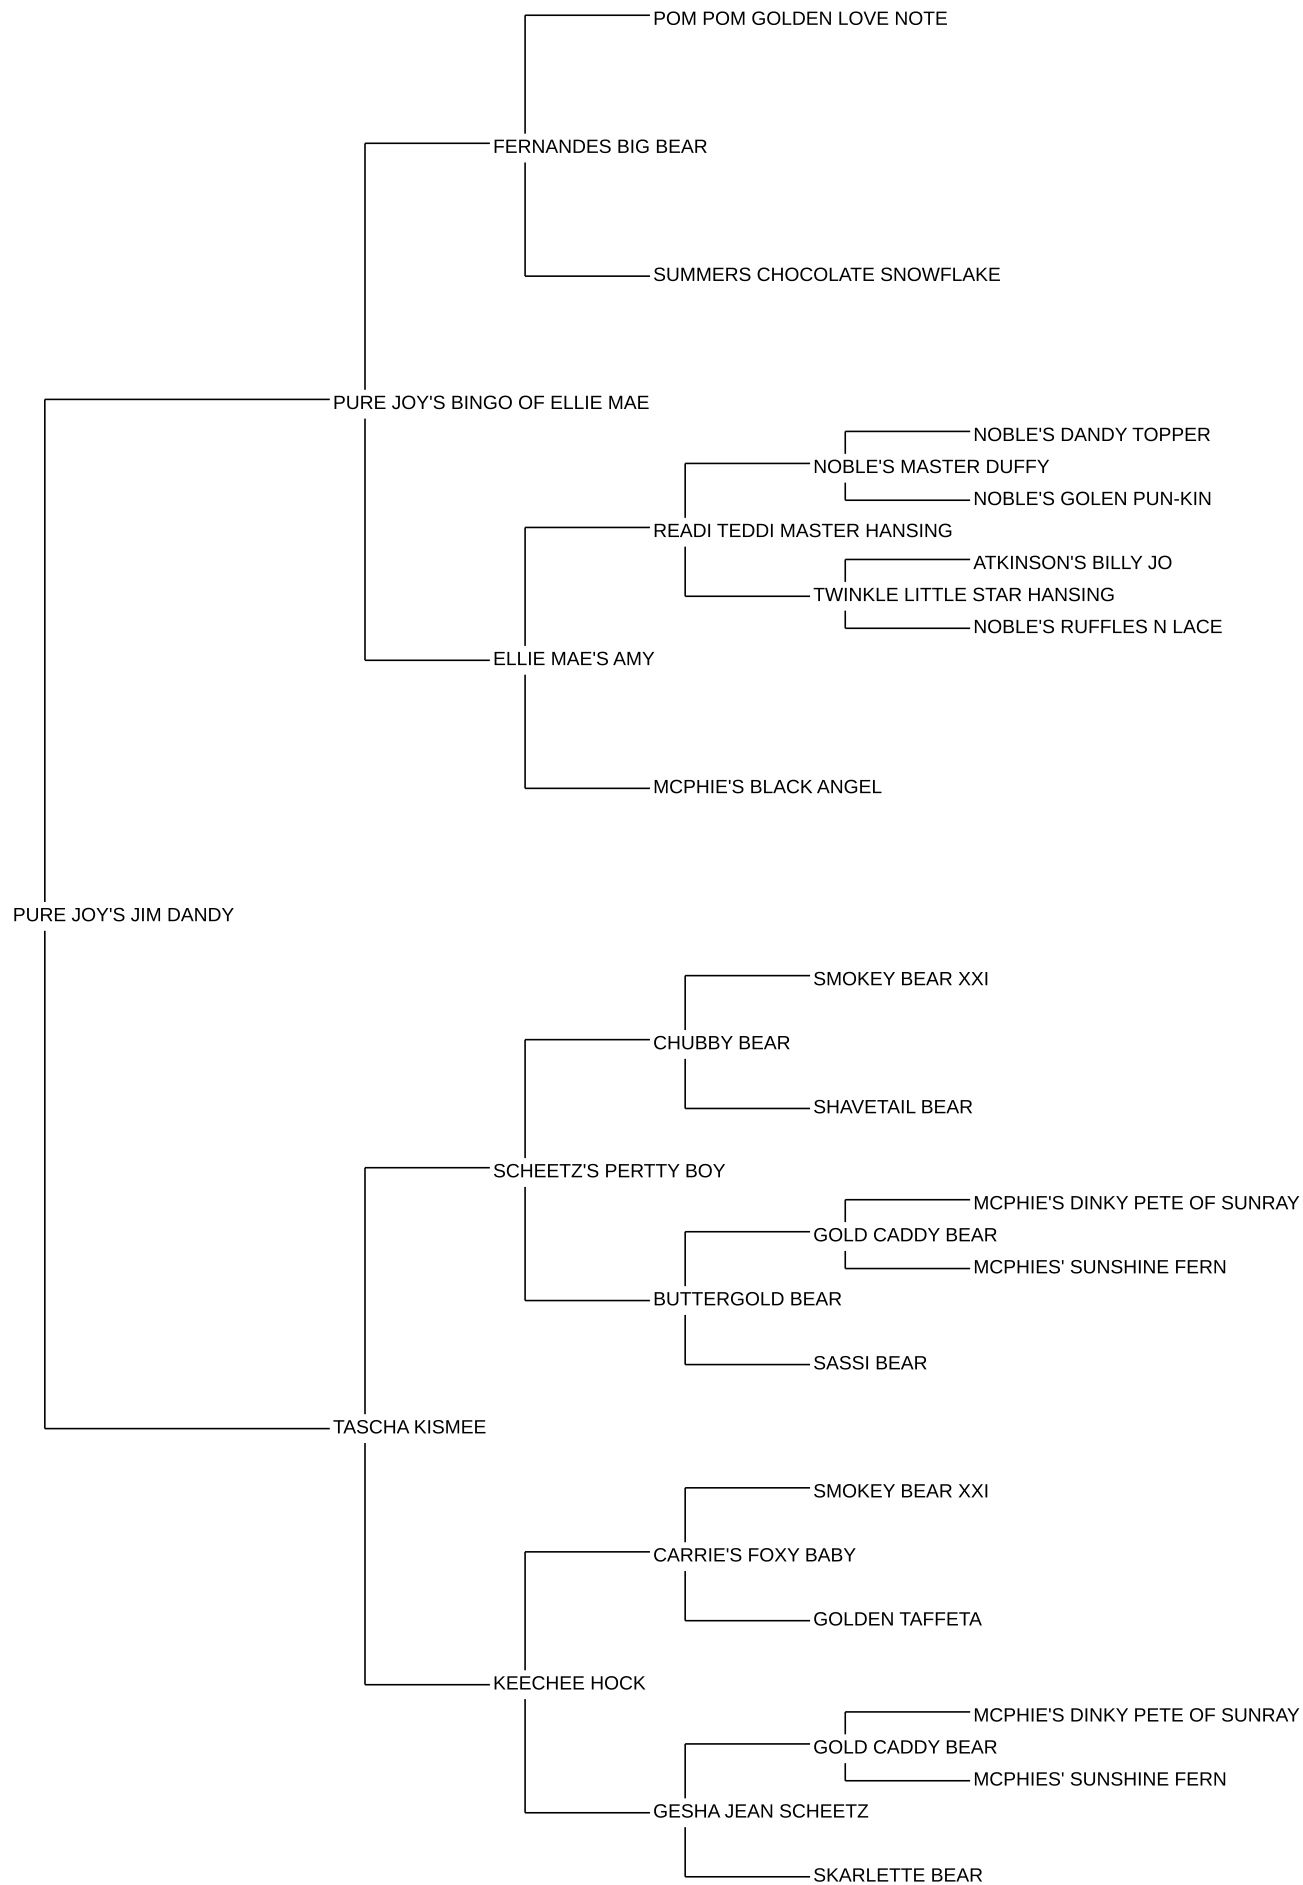 POM POM GOLDEN LOVE NOTE
FERNANDES BIG BEAR
SUMMERS CHOCOLATE SNOWFLAKE
PURE JOY'S BINGO OF ELLIE MAE
NOBLE'S DANDY TOPPER
NOBLE'S MASTER DUFFY
NOBLE'S GOLEN PUN-KIN
READI TEDDI MASTER HANSING
ATKINSON'S BILLY JO
TWINKLE LITTLE STAR HANSING
NOBLE'S RUFFLES N LACE
ELLIE MAE'S AMY
MCPHIE'S BLACK ANGEL
PURE JOY'S JIM DANDY
SMOKEY BEAR XXI
CHUBBY BEAR
SHAVETAIL BEAR
SCHEETZ'S PERTTY BOY
MCPHIE'S DINKY PETE OF SUNRAY
GOLD CADDY BEAR
MCPHIES' SUNSHINE FERN
BUTTERGOLD BEAR
SASSI BEAR
TASCHA KISMEE
SMOKEY BEAR XXI
CARRIE'S FOXY BABY
GOLDEN TAFFETA
KEECHEE HOCK
MCPHIE'S DINKY PETE OF SUNRAY
GOLD CADDY BEAR
MCPHIES' SUNSHINE FERN
GESHA JEAN SCHEETZ
SKARLETTE BEAR